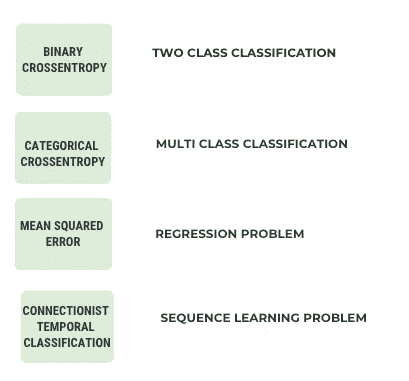 BINARY
CROSSENTROPY
TWO CLASS CLASSIFICATION
CATEGORICAL
CROSSENTROPY
MULTI CLASS CLASSIFICATION
MEAN SQUARED
ERROR
REGRESSION PROBLEM
CONNECTIONIST
TEMPORAL
CLASSIFICATION
SEQUENCE LEARNING PROBLEM